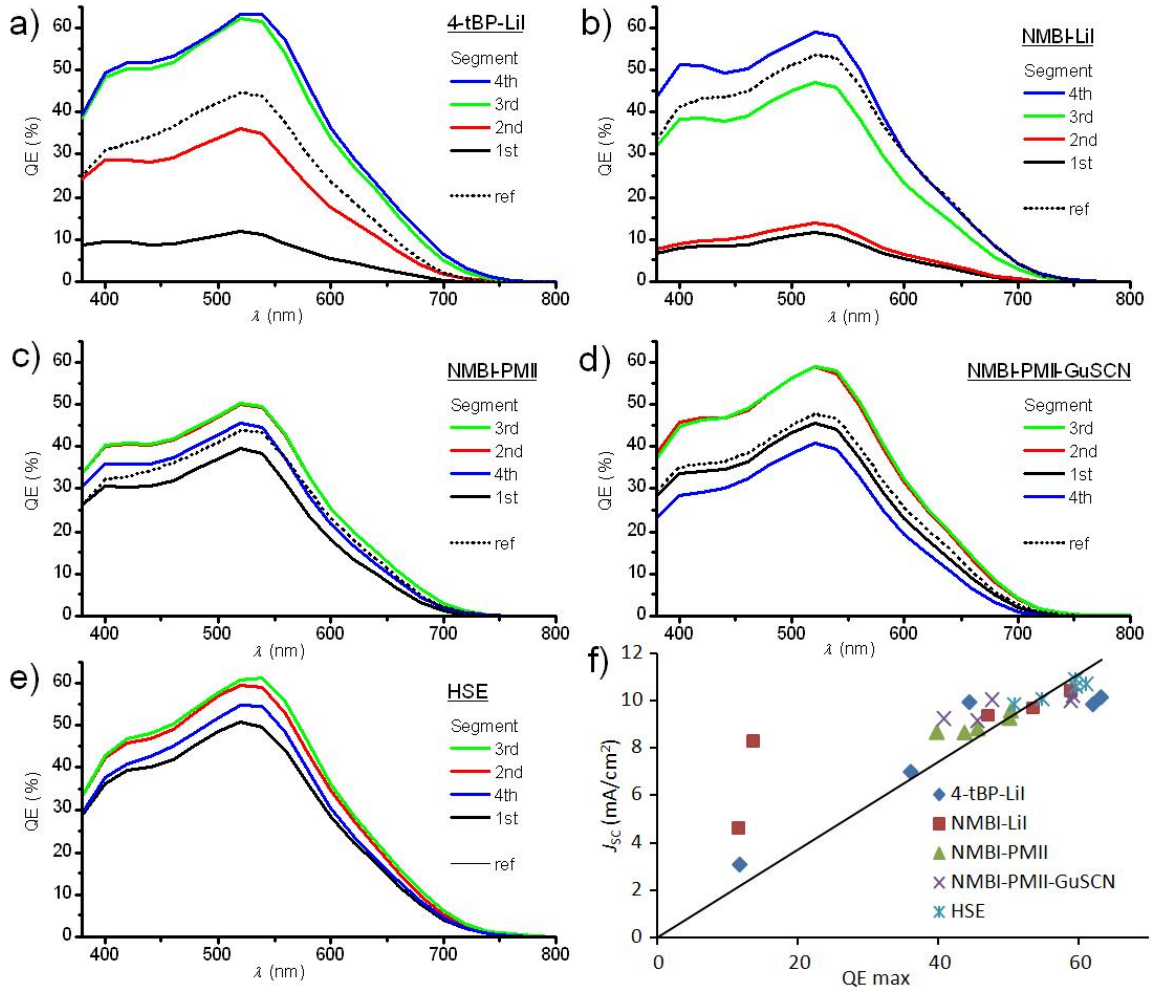 a)
4-tBP-LiI
Segment
4th
3rd
2nd
1st
ref
QE (%)
60
50
40
30
20
10
0
400
500
600
700
800
λ (nm)
b)
NMBI-LiI
Segment
4th
3rd
2nd
1st
ref
QE (%)
60
50
40
30
20
10
0
400
500
600
700
800
λ (nm)
c)
NMBI-PMII
Segment
3rd
2nd
4th
1st
ref
QE (%)
60
50
40
30
20
10
0
400
500
600
700
800
λ (nm)
d)
NMBI-PMII-GuSCN
Segment
3rd
2nd
1st
4th
ref
QE (%)
60
50
40
30
20
10
0
400
500
600
700
800
λ (nm)
e)
HSE
Segment
3rd
2nd
4th
1st
ref
QE (%)
60
50
40
30
20
10
0
400
500
600
700
800
λ (nm)
f)
12
10
8
6
4
2
0
JSC (mA/cm²)
4-tBP-LiI
NMBI-LiI
NMBI-PMII
NMBI-PMII-GuSCN
HSE
0
20
40
60
QE max